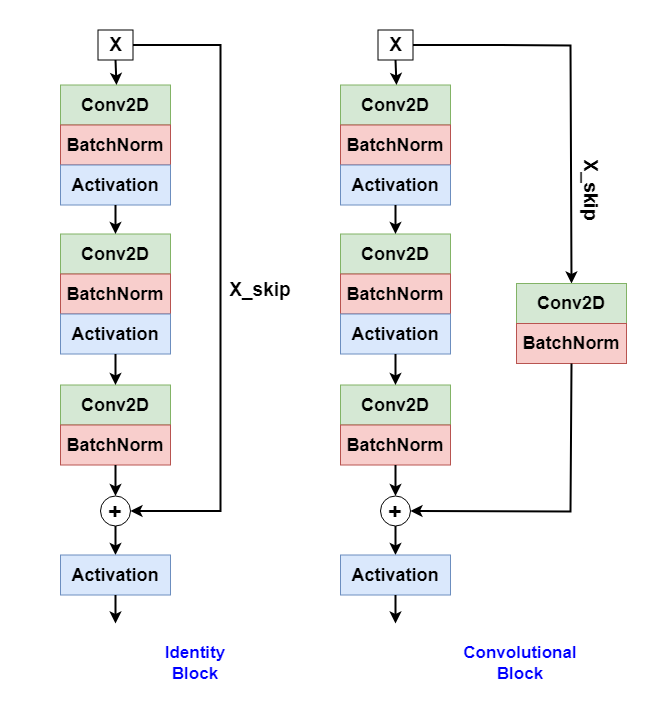 X
Conv2D
BatchNorm
Activation
Conv2D
BatchNorm
Activation
X_skip
Conv2D
BatchNorm
+
Activation
Identity
Block
X
Conv2D
BatchNorm
Activation
X_skip
Conv2D
BatchNorm
Activation
Conv2D
BatchNorm
Conv2D
BatchNorm
+
Activation
Convolutional
Block